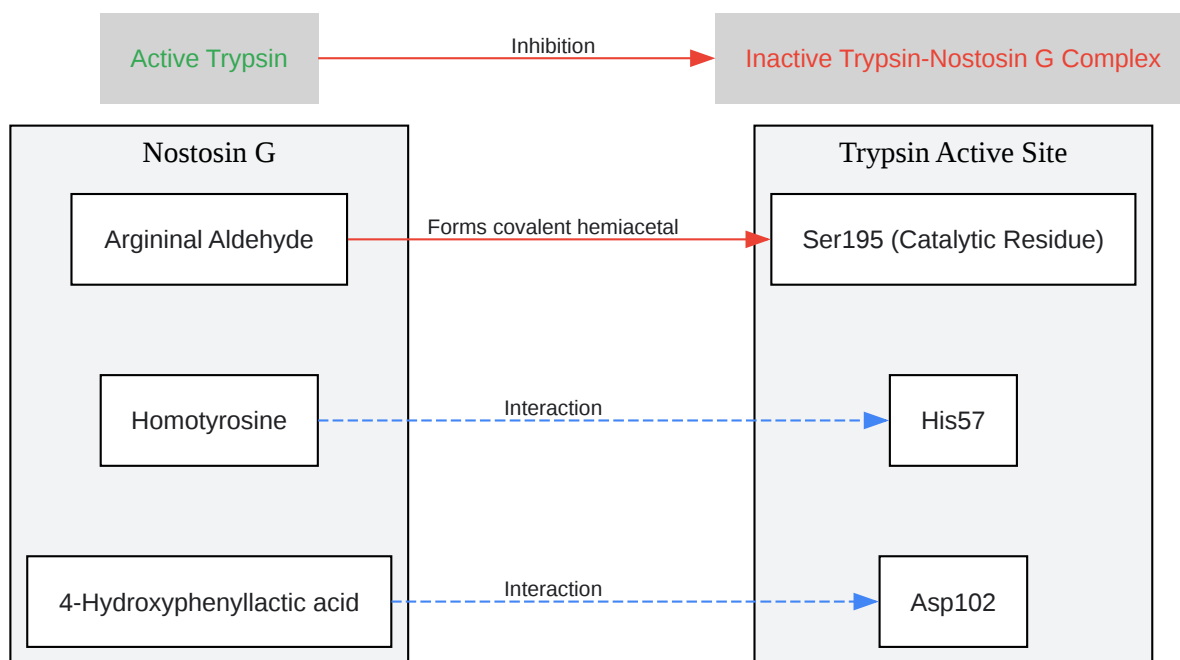 Active Trypsin
Inhibition
Inactive Trypsin-Nostosin G Complex
Nostosin G
Trypsin Active Site
Argininal Aldehyde
Forms covalent hemiacetal
Ser195 (Catalytic Residue)
Homotyrosine
Interaction
His57
4-Hydroxyphenyllactic acid
Interaction
Asp102